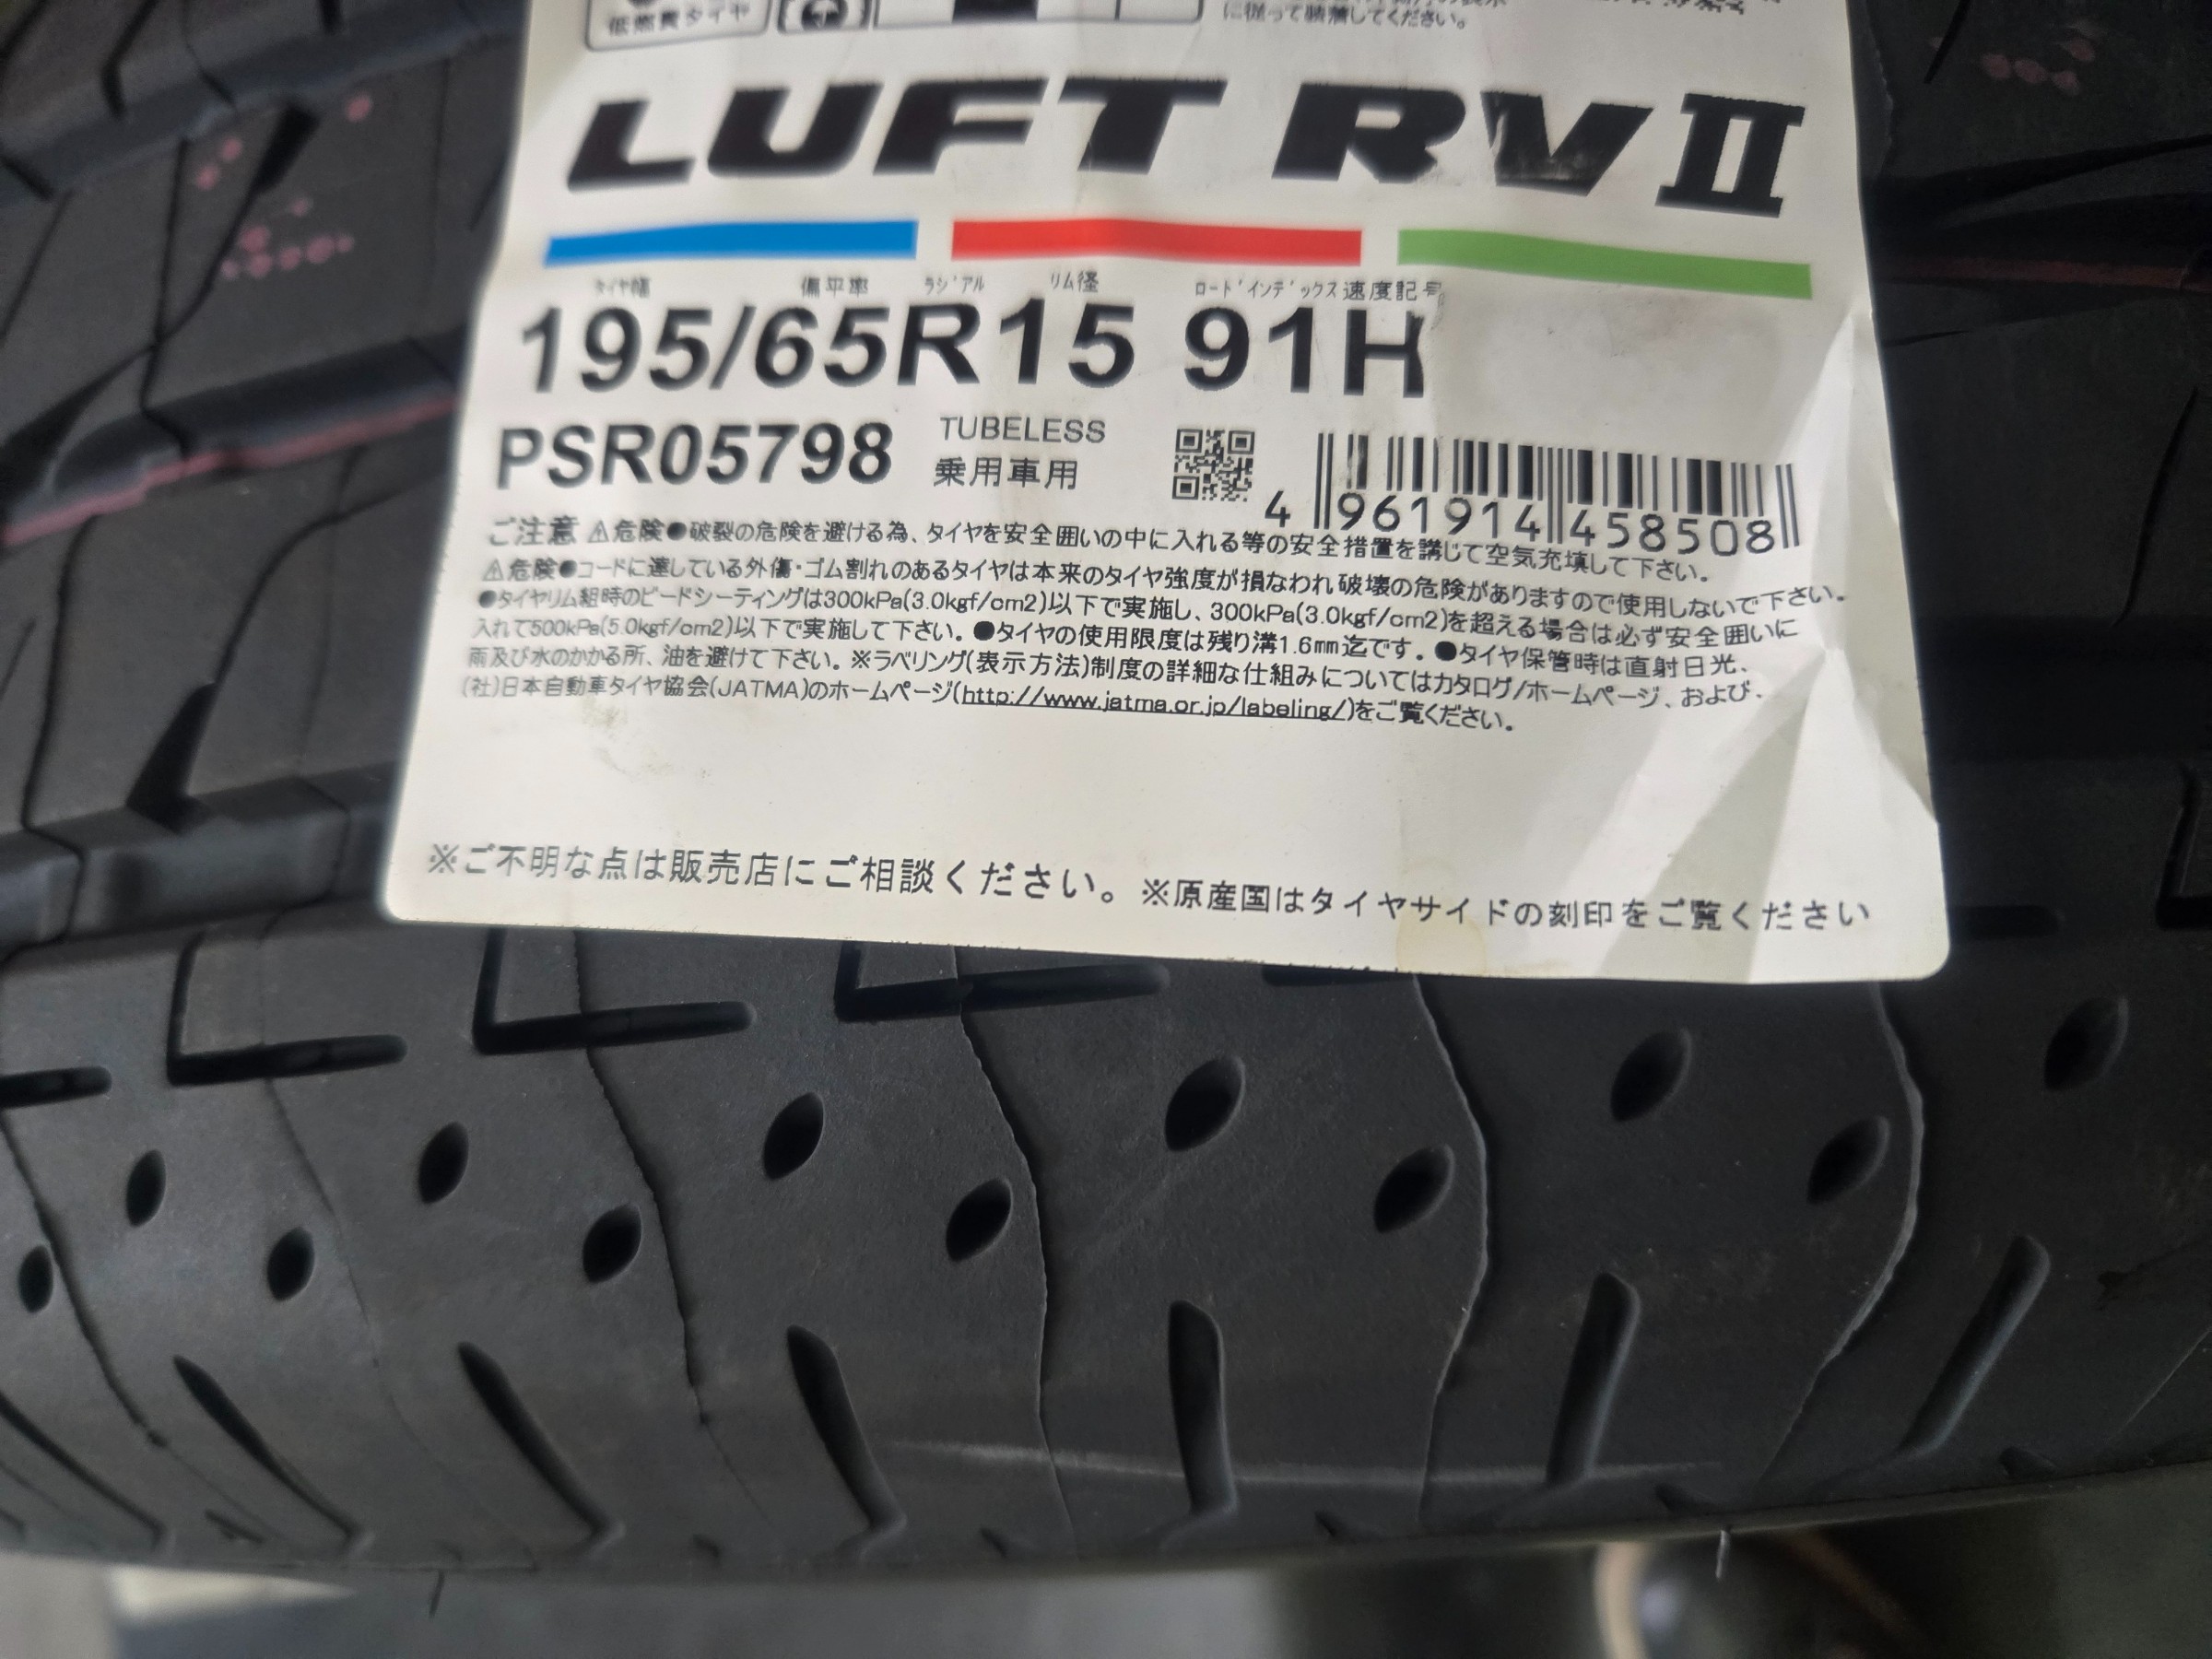 低燃費タイヤ
に従って装着してください。
LUFT RVⅡ
タイヤ幅 偏平率 ラジアル リム径 ロードインデックス 速度記号
195/65R15 91H
PSR05798 TUBELESS
乗用車用
4 961914 458508
ご注意 ⚠危険●破裂の危険を避ける為、タイヤを安全囲いの中に入れる等の安全措置を講じて空気充填して下さい。
⚠危険●コードに達している外傷・ゴム割れのあるタイヤは本来のタイヤ強度が損なわれ破壊の危険がありますので使用しないで下さい。
●タイヤリム組時のビードシーティングは300kPa(3.0kgf/cm2)以下で実施し、300kPa(3.0kgf/cm2)を超える場合は必ず安全囲いに
入れて500kPa(5.0kgf/cm2)以下で実施して下さい。●タイヤの使用限度は残り溝1.6mm迄です。●タイヤ保管時は直射日光、
雨及び水のかかる所、油を避けて下さい。※ラベリング(表示方法)制度の詳細な仕組みについてはカタログ/ホームページ、および、
(社)日本自動車タイヤ協会(JATMA)のホームページ(http://www.jatma.or.jp/labeling/)をご覧ください。
※ご不明な点は販売店にご相談ください。※原産国はタイヤサイドの刻印をご覧ください